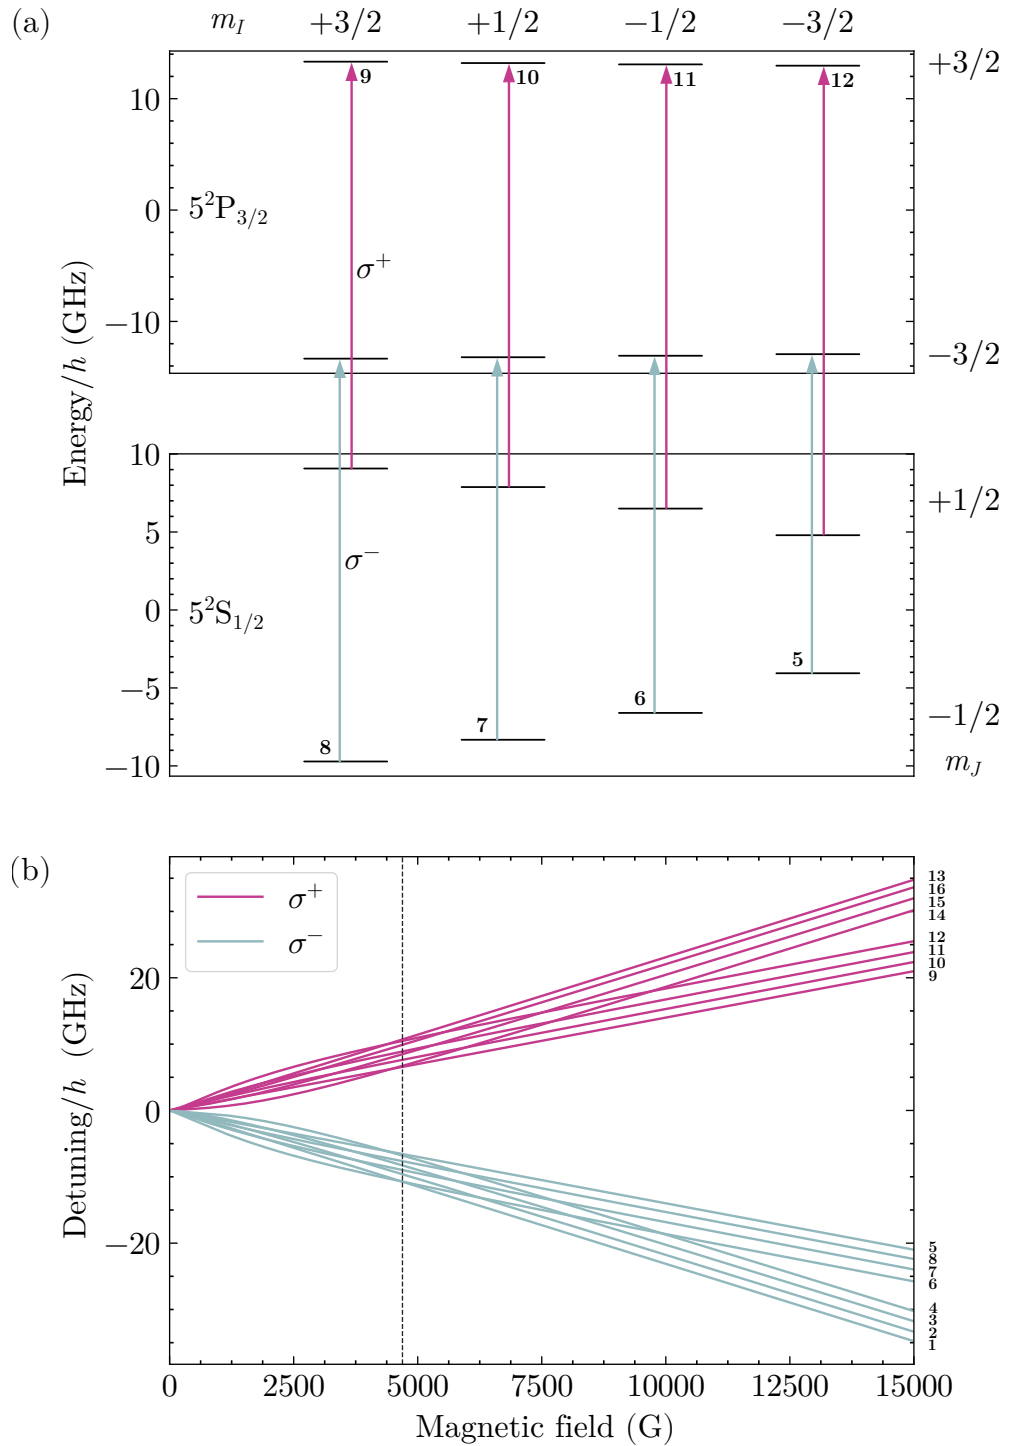 (a) m_I +3/2 +1/2 −1/2 −3/2
+3/2
9 10 11 12
10
5²P₃/₂
0
σ⁺
Energy/h (GHz)
−10
−3/2
10
+1/2
5
σ⁻
5²S₁/₂
0
−5
5
6
7
8
−1/2
−10
m_J
(b)
σ⁺
σ⁻
13
16
15
14
12
11
10
9
20
0
Detuning/h (GHz)
−20
5
8
7
6
4
3
2
1
0 2500 5000 7500 10000 12500 15000
Magnetic field (G)